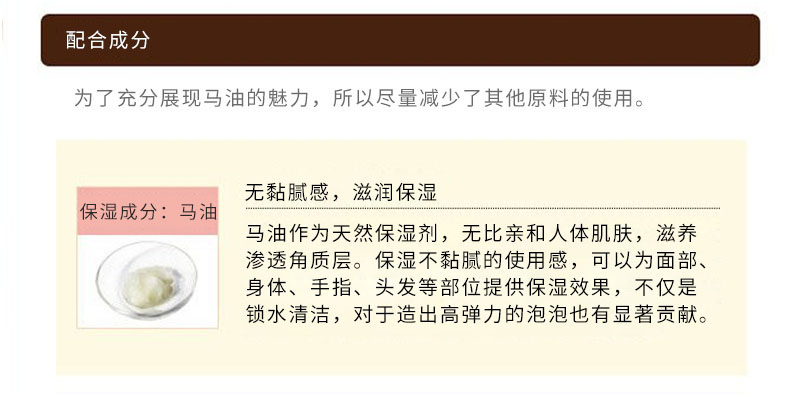 配合成分
为了充分展现马油的魅力，所以尽量减少了其他原料的使用。
保湿成分：马油
无黏腻感，滋润保湿
马油作为天然保湿剂，无比亲和人体肌肤，滋养
渗透角质层。保湿不黏腻的使用感，可以为面部、
身体、手指、头发等部位提供保湿效果，不仅是
锁水清洁，对于造出高弹力的泡泡也有显著贡献。